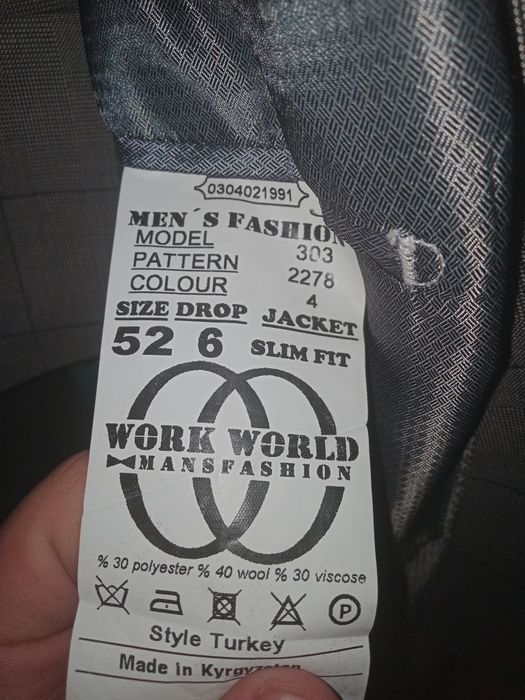 0304021991
MEN´S FASHION
MODEL 303
PATTERN 2278
COLOUR 4
SIZE DROP JACKET
52 6 SLIM FIT
WORK WORLD
MANSFASHION
% 30 polyester % 40 wool % 30 viscose
P
Style Turkey
Made in Kyrgyzstan